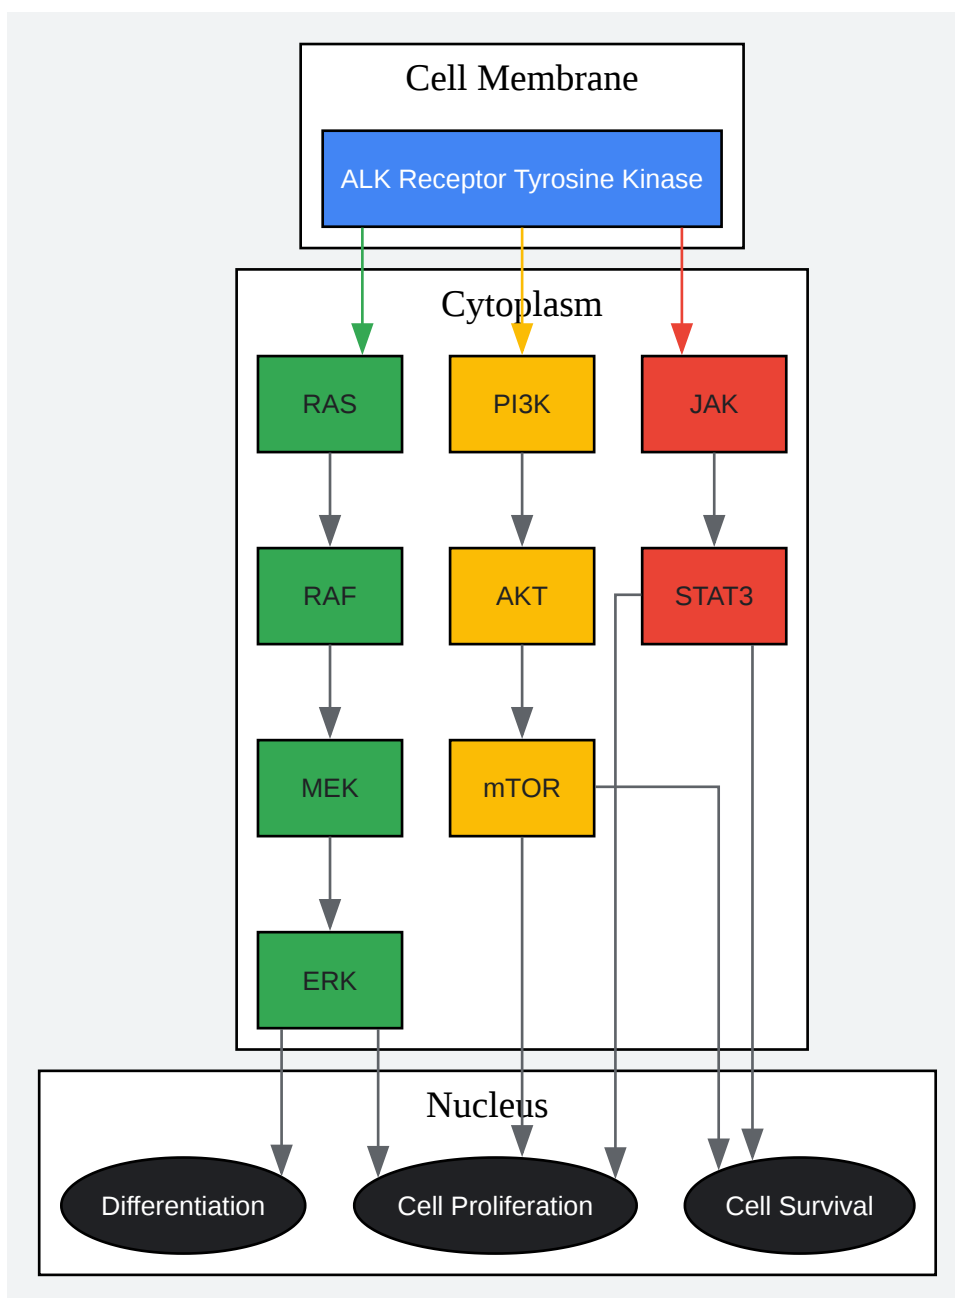 Cell Membrane
ALK Receptor Tyrosine Kinase
Cytoplasm
RAS
PI3K
JAK
RAF
AKT
STAT3
MEK
mTOR
ERK
Nucleus
Differentiation
Cell Proliferation
Cell Survival